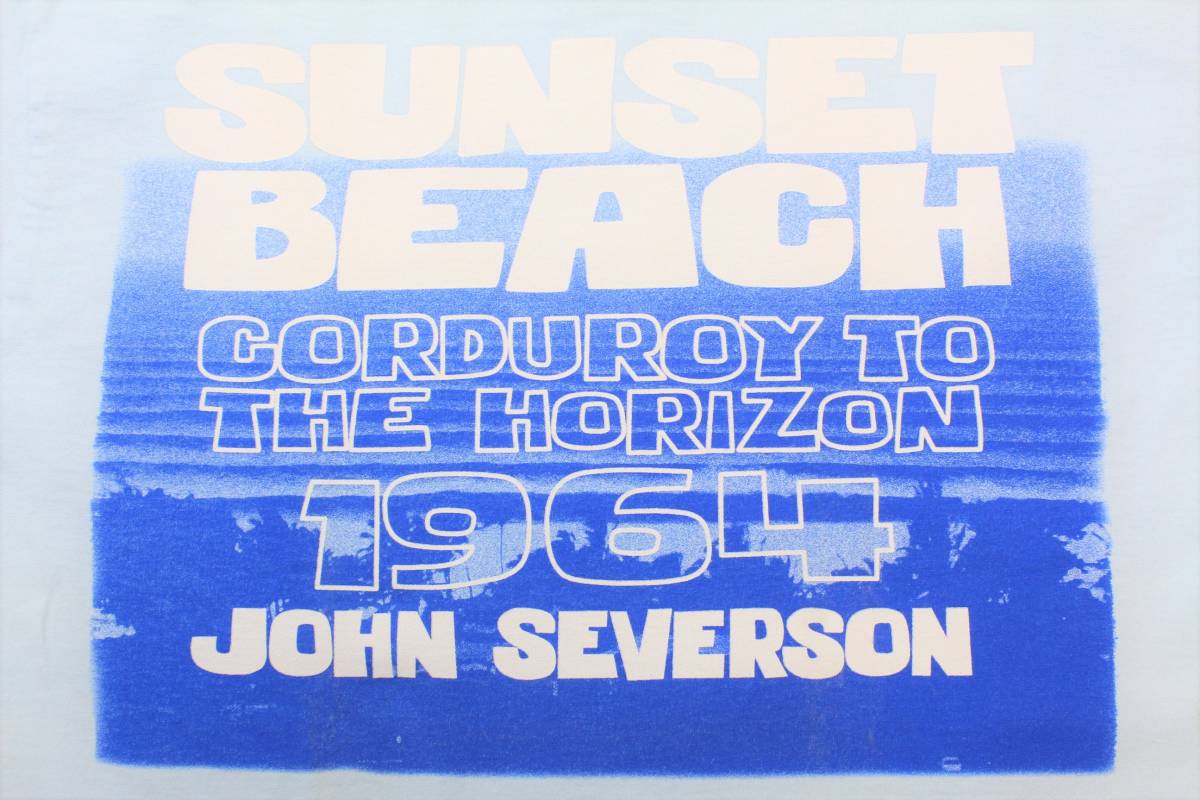 SUNSET
BEACH
CORDUROY TO
THE HORIZON
1964
JOHN SEVERSON